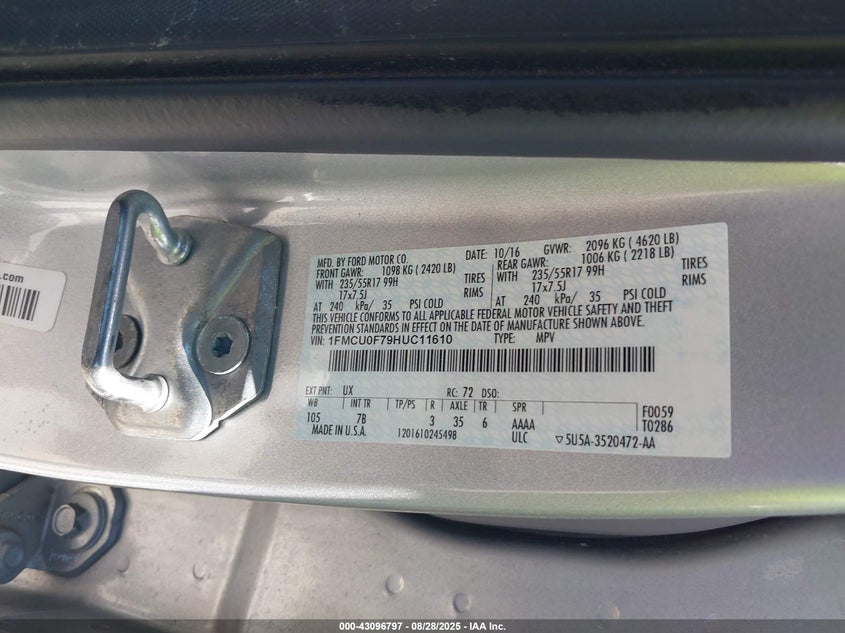 MFD. BY FORD MOTOR CO. DATE: 10/16 GVWR: 2096 KG ( 4620 LB)
FRONT GAWR: 1098 KG ( 2420 LB) REAR GAWR: 1006 KG ( 2218 LB)
WITH 235/55R17 99H TIRES WITH 235/55R17 99H TIRES
17x7.5J RIMS 17x7.5J RIMS
AT 240 kPa/ 35 PSI COLD AT 240 kPa/ 35 PSI COLD
THIS VEHICLE CONFORMS TO ALL APPLICABLE FEDERAL MOTOR VEHICLE SAFETY AND THEFT
PREVENTION STANDARDS IN EFFECT ON THE DATE OF MANUFACTURE SHOWN ABOVE.
VIN: 1FMCU0F79HUC11610 TYPE: MPV
EXT PNT: UX RC: 72 DSO:
WB INT TR TP/PS R AXLE TR SPR F0059
105 7B 3 35 6 AAAA T0286
MADE IN U.S.A. 12016102454​98 ULC ▽5U5A-3520472-AA
.com
000-43096797 - 08/28/2025 - IAA Inc.